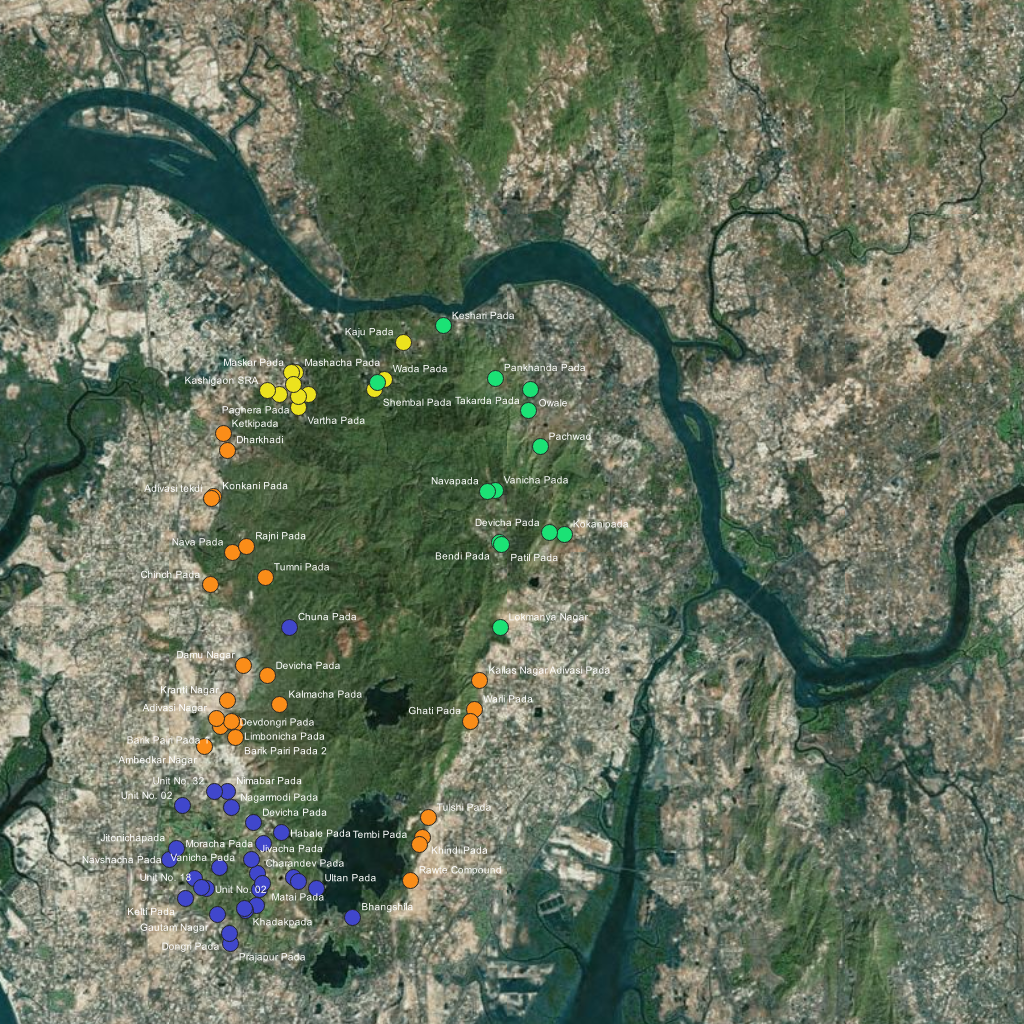 Keshari Pada
Kaju Pada
Maskar Pada
Mashacha Pada
Wada Pada
Pankhanda Pada
Kashigaon SRA
Shembal Pada
Takarda Pada
Owale
Paghera Pada
Vartha Pada
Ketkipada
Dharkhadi
Pachwad
Navapada
Vanicha Pada
Adivasi tekdi
Konkani Pada
Devicha Pada
Kokanipada
Rajni Pada
Nava Pada
Bendi Pada
Patil Pada
Tumni Pada
Chinch Pada
Chuna Pada
Lokmanya Nagar
Damu Nagar
Devicha Pada
Kailas Nagar Adivasi Pada
Kranti Nagar
Kalmacha Pada
Warli Pada
Adivasi Nagar
Ghati Pada
Devdongri Pada
Limbonicha Pada
Barik Pairi Pada
Barik Pairi Pada 2
Ambedkar Nagar
Unit No. 32
Nimabar Pada
Unit No. 02
Nagarmodi Pada
Devicha Pada
Tulshi Pada
Habale Pada
Tembi Pada
Jitonichapada
Moracha Pada
Jivacha Pada
Khindi Pada
Navshacha Pada
Vanicha Pada
Charandev Pada
Rawte Compound
Unit No. 18
Ultan Pada
Unit No. 02
Matai Pada
Kelti Pada
Bhangshila
Khadakpada
Gautam Nagar
Dongri Pada
Prajapur Pada